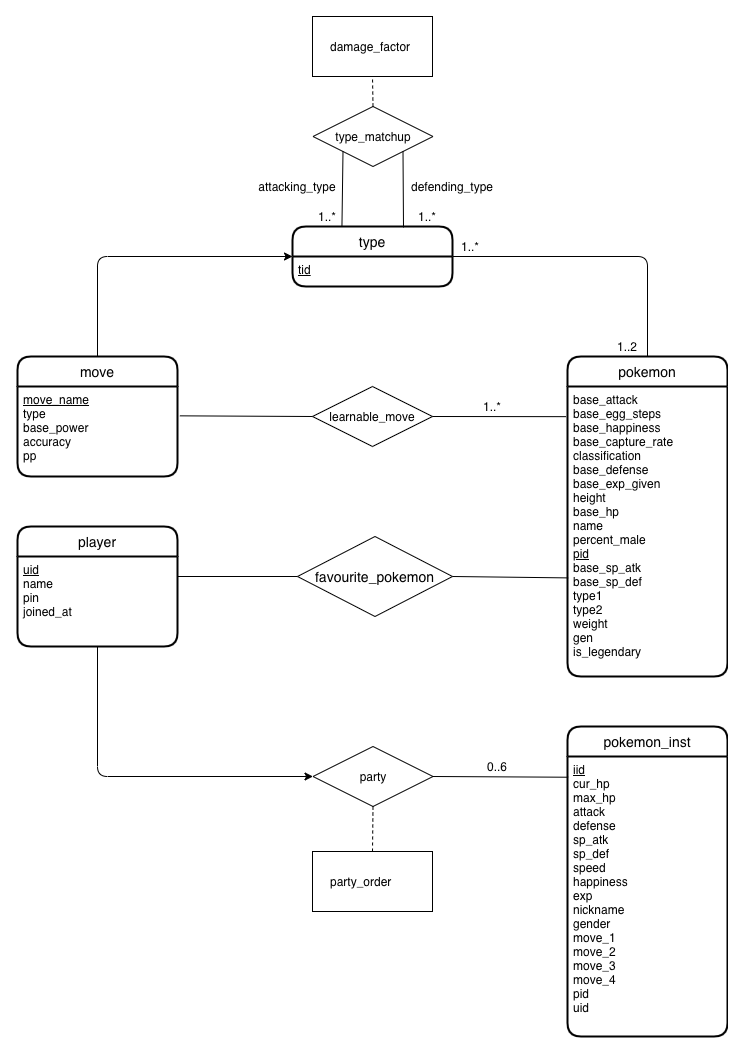 damage_factor
type_matchup
attacking_type
defending_type
1..*
1..*
type
1..*
tid
1..2
move
move_name
type
base_power
accuracy
pp
learnable_move
1..*
pokemon
base_attack
base_egg_steps
base_happiness
base_capture_rate
classification
base_defense
base_exp_given
height
base_hp
name
percent_male
pid
base_sp_atk
base_sp_def
type1
type2
weight
gen
is_legendary
player
uid
name
pin
joined_at
favourite_pokemon
party
0..6
party_order
pokemon_inst
iid
cur_hp
max_hp
attack
defense
sp_atk
sp_def
speed
happiness
exp
nickname
gender
move_1
move_2
move_3
move_4
pid
uid